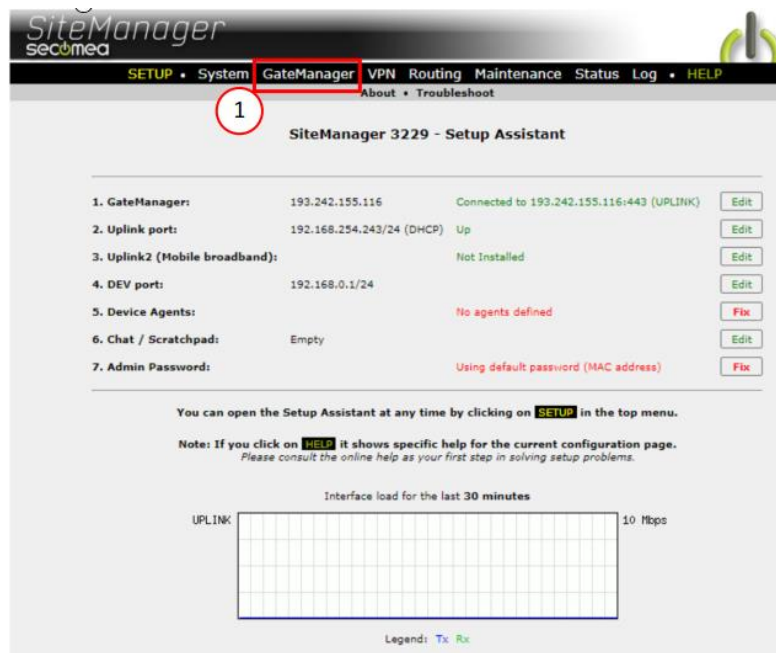 SiteManager
secomea
SETUP • System GateManager VPN Routing Maintenance Status Log • HELP
About • Troubleshoot
1
SiteManager 3229 - Setup Assistant
1. GateManager: 193.242.155.116 Connected to 193.242.155.116:443 (UPLINK) Edit
2. Uplink port: 192.168.254.243/24 (DHCP) Up Edit
3. Uplink2 (Mobile broadband): Not Installed Edit
4. DEV port: 192.168.0.1/24 Edit
5. Device Agents: No agents defined Fix
6. Chat / Scratchpad: Empty Edit
7. Admin Password: Using default password (MAC address) Fix
You can open the Setup Assistant at any time by clicking on SETUP in the top menu.
Note: If you click on HELP it shows specific help for the current configuration page.
Please consult the online help as your first step in solving setup problems.
Interface load for the last 30 minutes
UPLINK 10 Mbps
Legend: Tx Rx